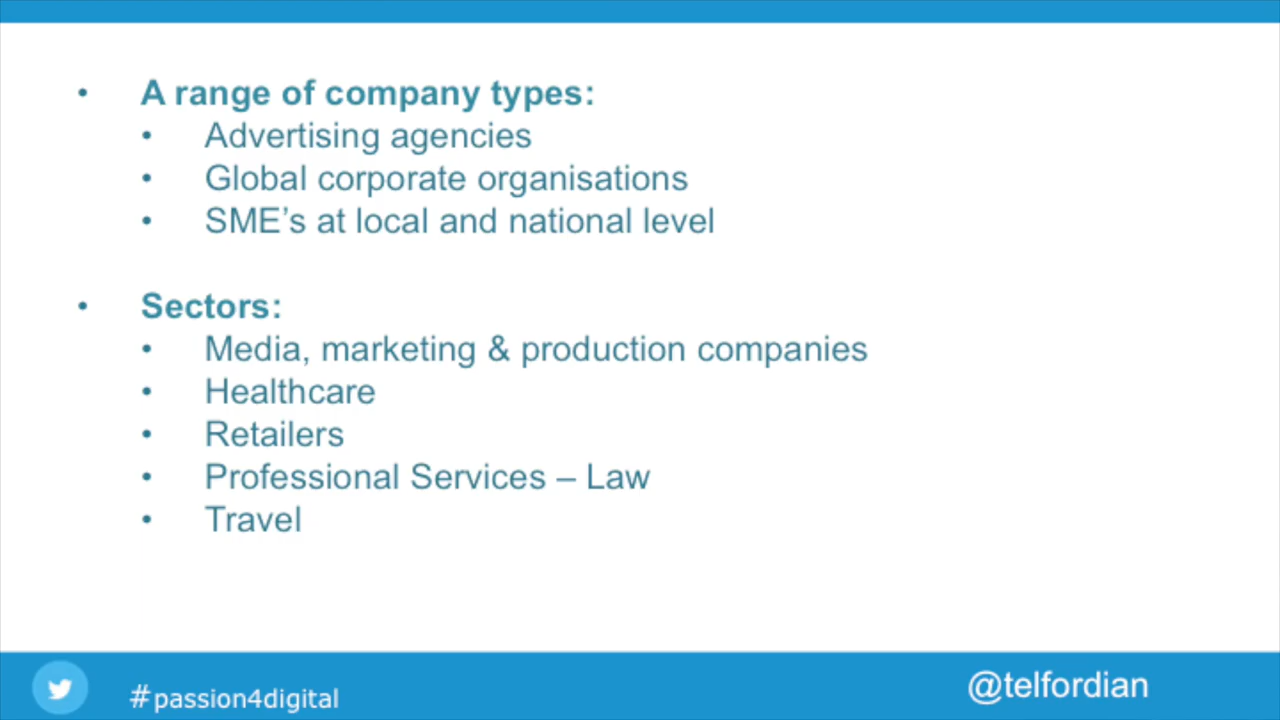 • A range of company types:
• Advertising agencies
• Global corporate organisations
• SME’s at local and national level
• Sectors:
• Media, marketing & production companies
• Healthcare
• Retailers
• Professional Services – Law
• Travel
#passion4digital
@telfordian